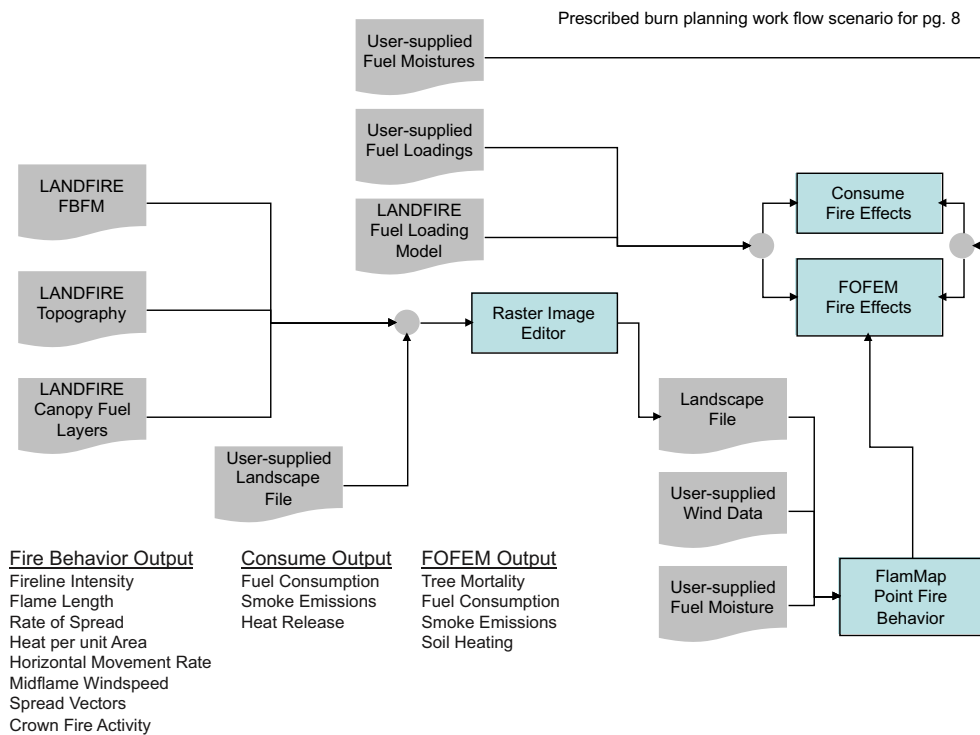 Prescribed burn planning work flow scenario for pg. 8
User-supplied
Fuel Moistures
User-supplied
Fuel Loadings
LANDFIRE
FBFM
LANDFIRE
Fuel Loading
Model
Consume
Fire Effects
FOFEM
Fire Effects
LANDFIRE
Topography
Raster Image
Editor
LANDFIRE
Canopy Fuel
Layers
Landscape
File
User-supplied
Landscape
File
User-supplied
Wind Data
User-supplied
Fuel Moisture
FlamMap
Point Fire
Behavior
Fire Behavior Output
Fireline Intensity
Flame Length
Rate of Spread
Heat per unit Area
Horizontal Movement Rate
Midflame Windspeed
Spread Vectors
Crown Fire Activity
Consume Output
Fuel Consumption
Smoke Emissions
Heat Release
FOFEM Output
Tree Mortality
Fuel Consumption
Smoke Emissions
Soil Heating